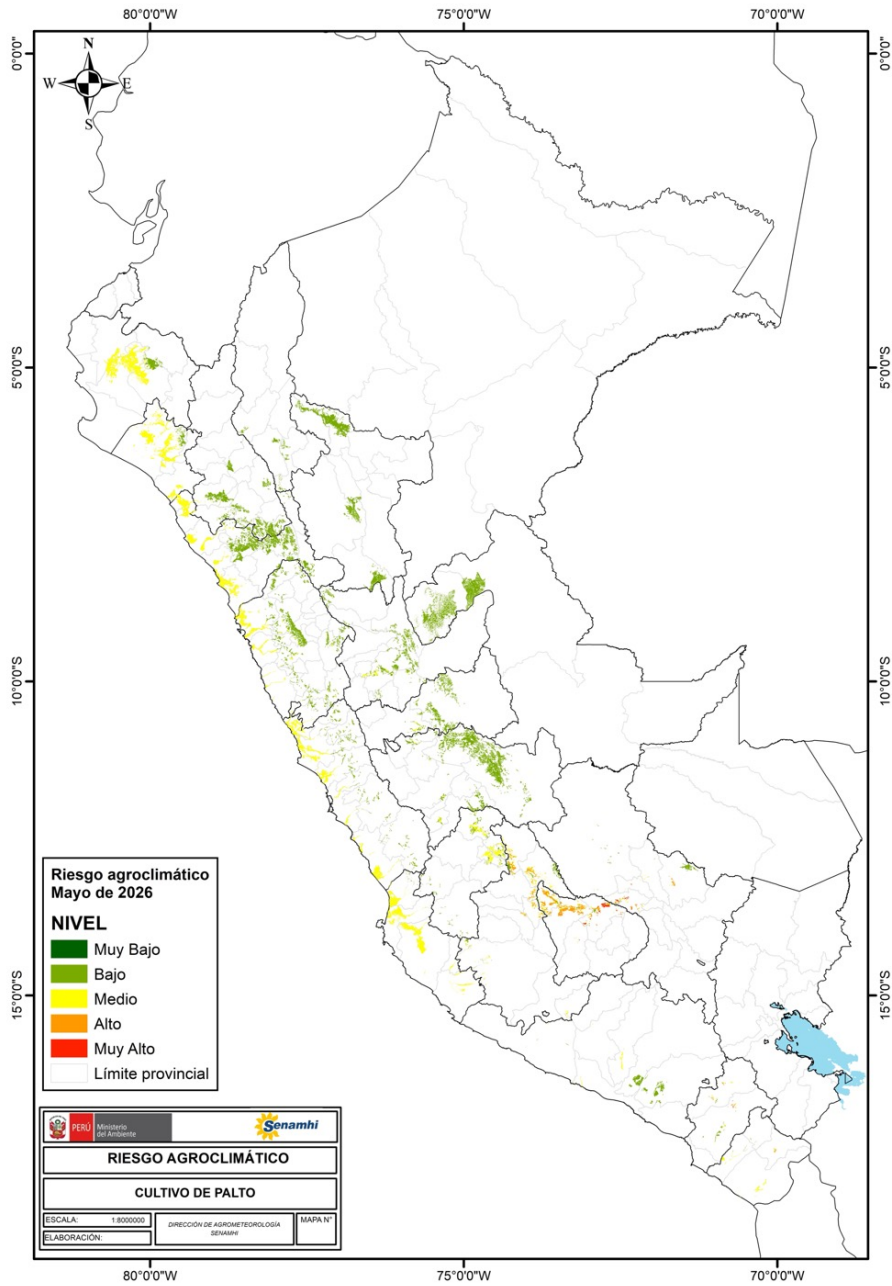 80°0'0"W 75°0'0"W 70°0'0"W
N
W E
S
0°0'0" 0°0'0"
5°0'0"S 5°0'0"S
10°0'0"S 10°0'0"S
15°0'0"S 15°0'0"S
Riesgo agroclimático
Mayo de 2026
NIVEL
Muy Bajo
Bajo
Medio
Alto
Muy Alto
Límite provincial
PERÚ
Ministerio
del Ambiente
Senamhi
RIESGO AGROCLIMÁTICO
CULTIVO DE PALTO
ESCALA: 1:8000000
DIRECCIÓN DE AGROMETEOROLOGÍA
SENAMHI
MAPA N°
ELABORACIÓN:
80°0'0"W 75°0'0"W 70°0'0"W